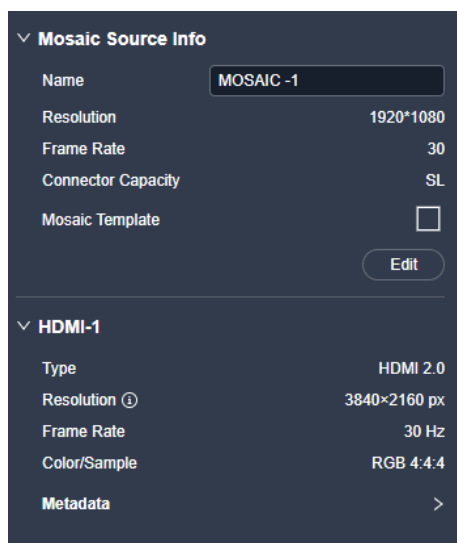 Mosaic Source Info
Name MOSAIC -1
Resolution 1920*1080
Frame Rate 30
Connector Capacity SL
Mosaic Template
Edit
HDMI-1
Type HDMI 2.0
Resolution 3840×2160 px
Frame Rate 30 Hz
Color/Sample RGB 4:4:4
Metadata